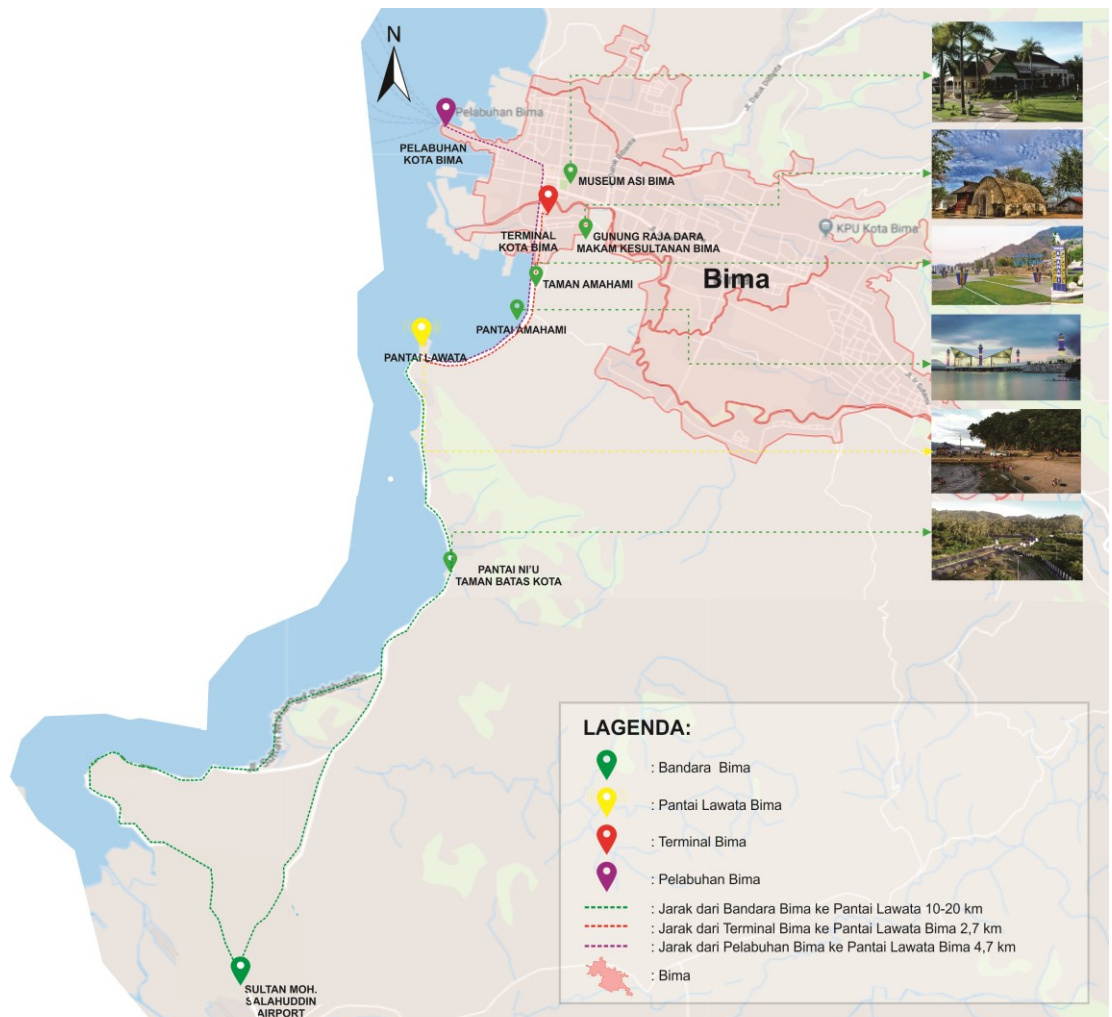 N
Pelabuhan Bima
PELABUHAN
KOTA BIMA
Jl. Datuk Dibanta
MUSEUM ASI BIMA
TERMINAL
KOTA BIMA
GUNUNG RAJA DARA
MAKAM KESULTANAN BIMA
KPU Kota Bima
TAMAN AMAHAMI
Bima
PANTAI AMAHAMI
PANTAI LAWATA
PANTAI NI'U
TAMAN BATAS KOTA
SULTAN MOH.
SALAHUDDIN
AIRPORT
LAGENDA:
: Bandara Bima
: Pantai Lawata Bima
: Terminal Bima
: Pelabuhan Bima
: Jarak dari Bandara Bima ke Pantai Lawata 10-20 km
: Jarak dari Terminal Bima ke Pantai Lawata Bima 2,7 km
: Jarak dari Pelabuhan Bima ke Pantai Lawata Bima 4,7 km
: Bima